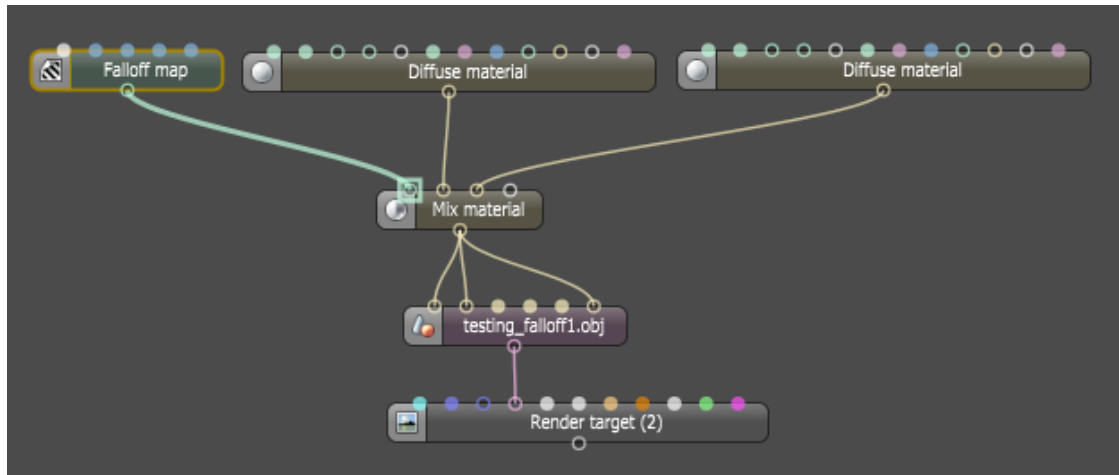 Falloff map
Diffuse material
Diffuse material
Mix material
testing_falloff1.obj
Render target (2)